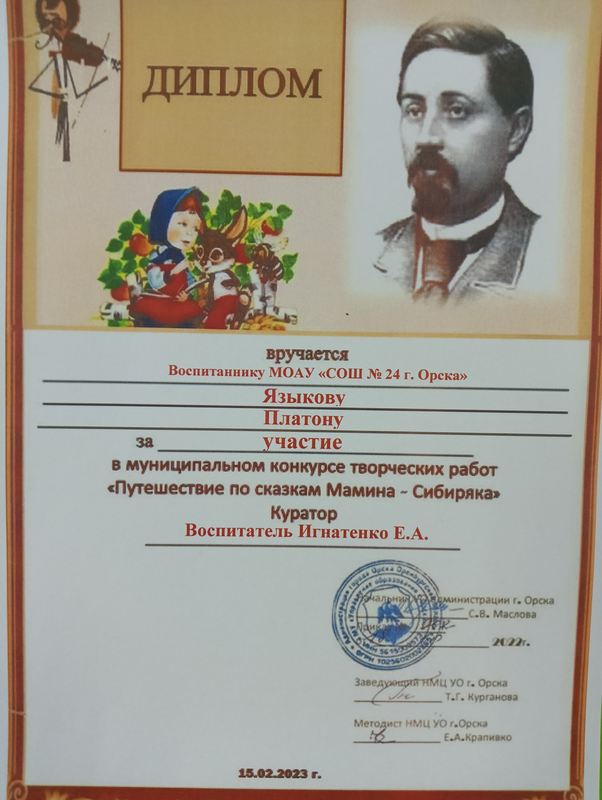 ДИПЛОМ
вручается
Воспитаннику МОАУ «СОШ № 24 г. Орска»
Языкову
Платону
за участие
в муниципальном конкурсе творческих работ
«Путешествие по сказкам Мамина - Сибиряка»
Куратор
Воспитатель Игнатенко Е.А.
Администрации г. Орска
С.В. Маслова
Приказ
2022г.
Заведующий НМЦ УО г. Орска
Т.Г. Курганова
Методист НМЦ УО г.Орска
Е.А.Крапивко
15.02.2023 г.